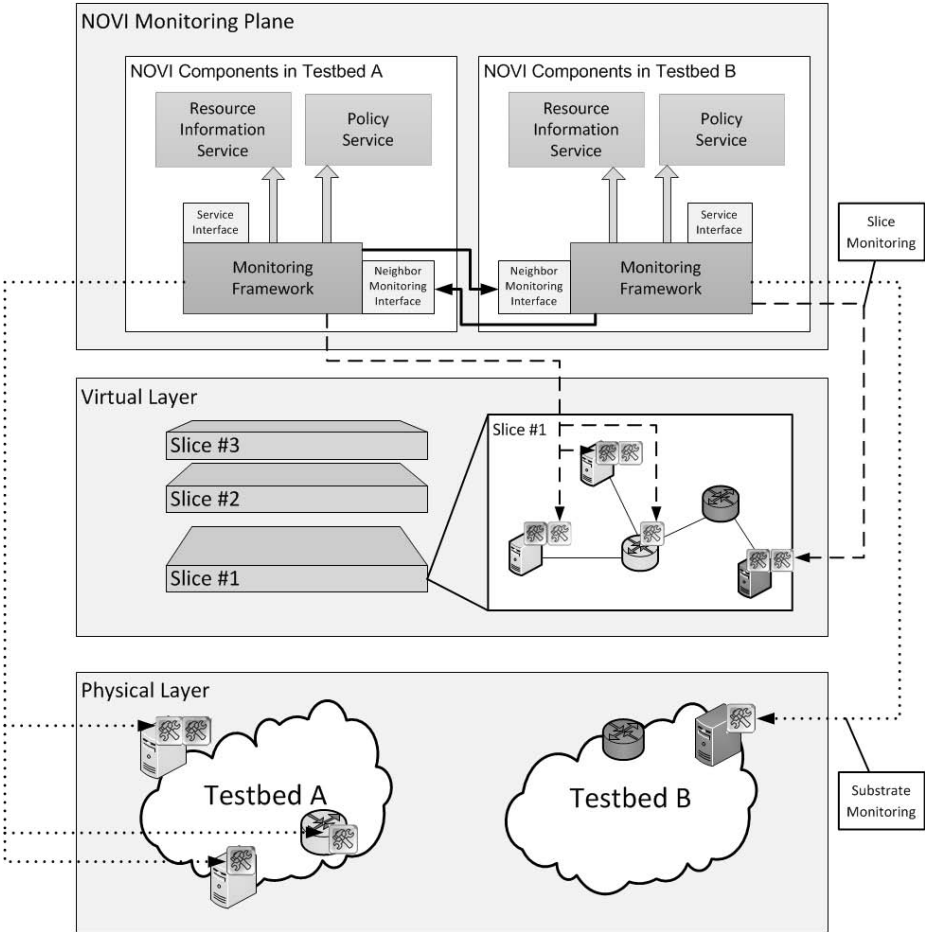 NOVI Monitoring Plane
NOVI Components in Testbed A
Resource
Information
Service
Policy
Service
Service
Interface
Monitoring
Framework
Neighbor
Monitoring
Interface
NOVI Components in Testbed B
Resource
Information
Service
Policy
Service
Service
Interface
Neighbor
Monitoring
Interface
Monitoring
Framework
Slice
Monitoring
Virtual Layer
Slice #3
Slice #2
Slice #1
Slice #1
Physical Layer
Testbed A
Testbed B
Substrate
Monitoring